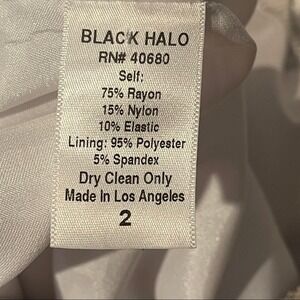 BLACK HALO
RN# 40680
Self:
75% Rayon
15% Nylon
10% Elastic
Lining: 95% Polyester
5% Spandex
Dry Clean Only
Made In Los Angeles
2